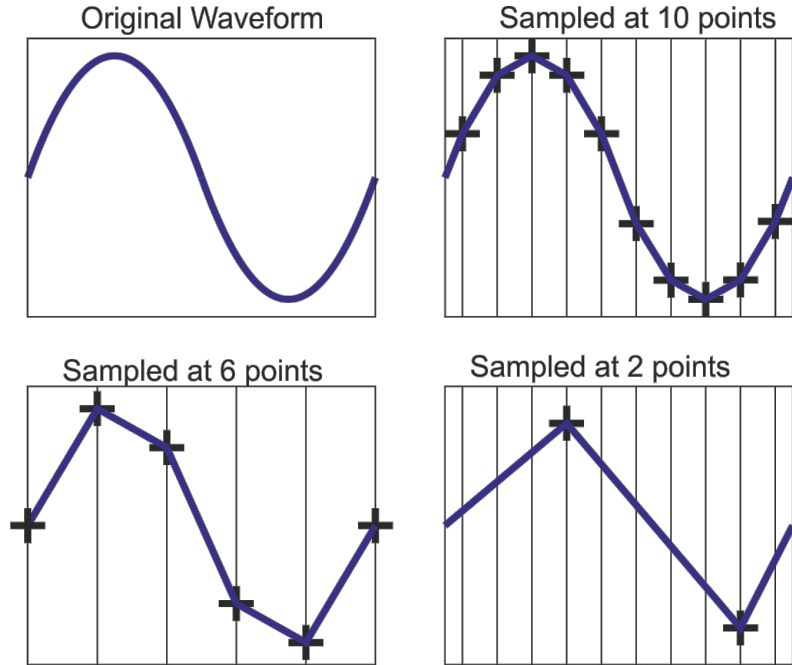 Original Waveform
Sampled at 10 points
Sampled at 6 points
Sampled at 2 points